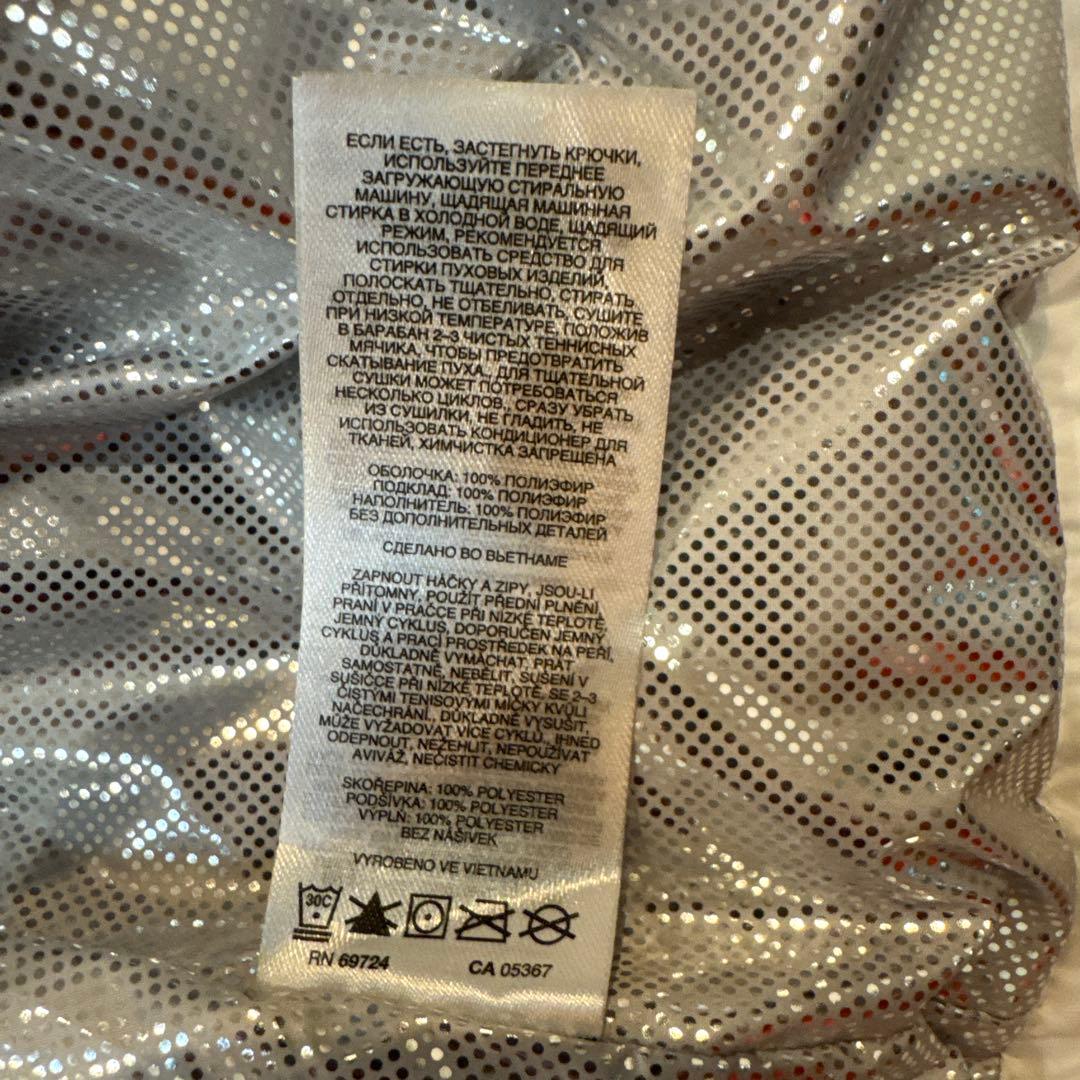 ЕСЛИ ЕСТЬ, ЗАСТЕГНУТЬ КРЮЧКИ,
ИСПОЛЬЗУЙТЕ ПЕРЕДНЕЕ
ЗАГРУЖАЮЩУЮ СТИРАЛЬНУЮ
МАШИНУ, ЩАДЯЩАЯ МАШИННАЯ
СТИРКА В ХОЛОДНОЙ ВОДЕ, ЩАДЯЩИЙ
РЕЖИМ, РЕКОМЕНДУЕТСЯ
ИСПОЛЬЗОВАТЬ СРЕДСТВО ДЛЯ
СТИРКИ ПУХОВЫХ ИЗДЕЛИЙ,
ПОЛОСКАТЬ ТЩАТЕЛЬНО, СТИРАТЬ
ОТДЕЛЬНО, НЕ ОТБЕЛИВАТЬ, СУШИТЕ
ПРИ НИЗКОЙ ТЕМПЕРАТУРЕ, ПОЛОЖИВ
В БАРАБАН 2–3 ЧИСТЫХ ТЕННИСНЫХ
МЯЧИКА, ЧТОБЫ ПРЕДОТВРАТИТЬ
СКАТЫВАНИЕ ПУХА., ДЛЯ ТЩАТЕЛЬНОЙ
СУШКИ МОЖЕТ ПОТРЕБОВАТЬСЯ
НЕСКОЛЬКО ЦИКЛОВ., СРАЗУ УБРАТЬ
ИЗ СУШИЛКИ, НЕ ГЛАДИТЬ, НЕ
ИСПОЛЬЗОВАТЬ КОНДИЦИОНЕР ДЛЯ
ТКАНЕЙ, ХИМЧИСТКА ЗАПРЕЩЕНА
ОБОЛОЧКА: 100% ПОЛИЭФИР
ПОДКЛАД: 100% ПОЛИЭФИР
НАПОЛНИТЕЛЬ: 100% ПОЛИЭФИР
БЕЗ ДОПОЛНИТЕЛЬНЫХ ДЕТАЛЕЙ
СДЕЛАНО ВО ВЬЕТНАМЕ
ZAPNOUT HÁČKY A ZIPY, JSOU-LI
PŘÍTOMNY, POUŽÍT PŘEDNÍ PLNĚNÍ,
PRANÍ V PRAČCE PŘI NÍZKÉ TEPLOTĚ,
JEMNÝ CYKLUS, DOPORUČEN JEMNÝ
CYKLUS A PRACÍ PROSTŘEDEK NA PEŘÍ,
DŮKLADNĚ VYMÁCHAT, PRÁT
SAMOSTATNĚ, NEBĚLIT, SUŠENÍ V
SUŠIČCE PŘI NÍZKÉ TEPLOTĚ, SE 2–3
ČISTÝMI TENISOVÝMI MÍČKY KVŮLI
NAČECHRÁNÍ., DŮKLADNĚ VYSUŠIT,
MŮŽE VYŽADOVAT VÍCE CYKLŮ., IHNED
ODEPNOUT, NEŽEHLIT, NEPOUŽÍVAT
AVIVÁŽ, NEČISTIT CHEMICKY
SKOŘEPINA: 100% POLYESTER
PODŠÍVKA: 100% POLYESTER
VÝPLŇ: 100% POLYESTER
BEZ NÁŠIVEK
VYROBENO VE VIETNAMU
30C
RN 69724 CA 05367